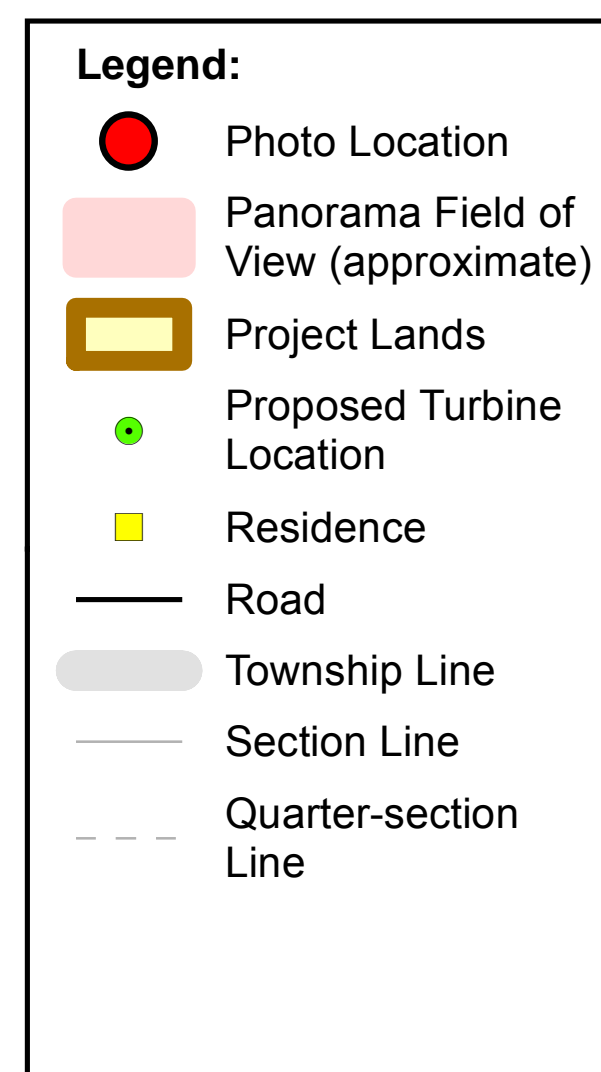 Legend:
Photo Location
Panorama Field of
View (approximate)
Project Lands
Proposed Turbine
Location
Residence
Road
Township Line
Section Line
Quarter-section
Line